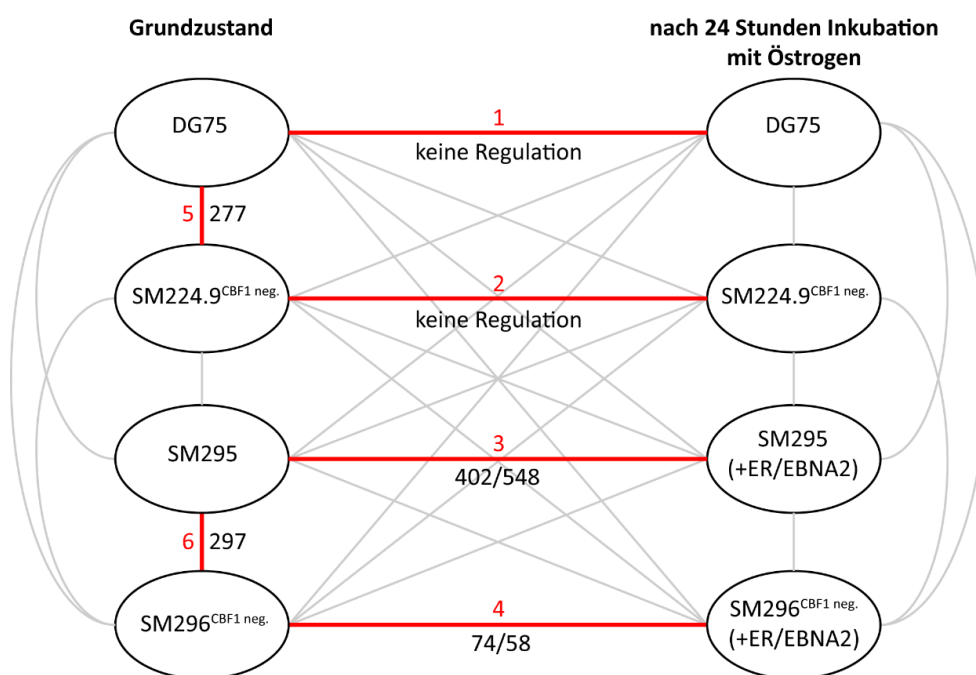 Grundzustand
nach 24 Stunden Inkubation
mit Östrogen
DG75
1
keine Regulation
DG75
5 277
SM224.9CBF1 neg.
2
keine Regulation
SM224.9CBF1 neg.
SM295
3
402/548
SM295
(+ER/EBNA2)
6 297
SM296CBF1 neg.
4
74/58
SM296CBF1 neg.
(+ER/EBNA2)